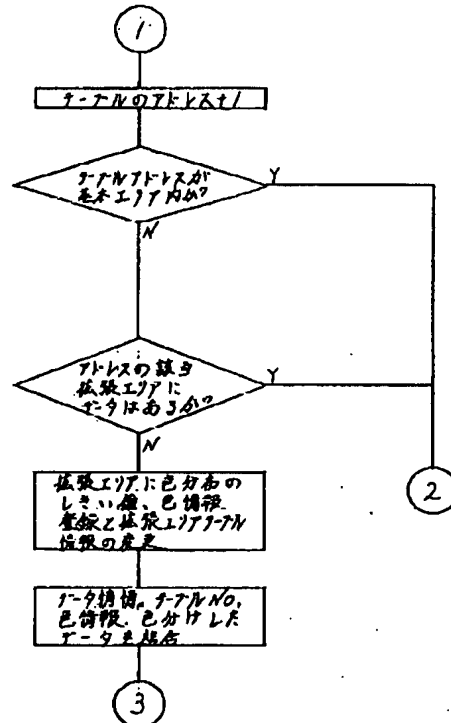 1
テーブルのアドレス+1
テーブルアドレスが
基本エリア内か?
Y
N
アドレスの該当
拡張エリアに
データはあるか?
Y
N
2
拡張エリアに色分布の
しきい値、色情報
登録と拡張エリアテーブル
情報の変更
データ情報、テーブルNO,
色情報、色分けした
データを結合
3